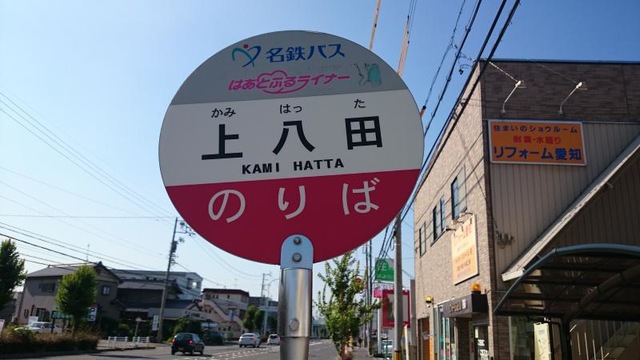 名鉄バス
はあとふるライナー
かみ はっ た
上八田
KAMI HATTA
のりば
住まいのショウルーム
耐震・水廻り
リフォーム愛知